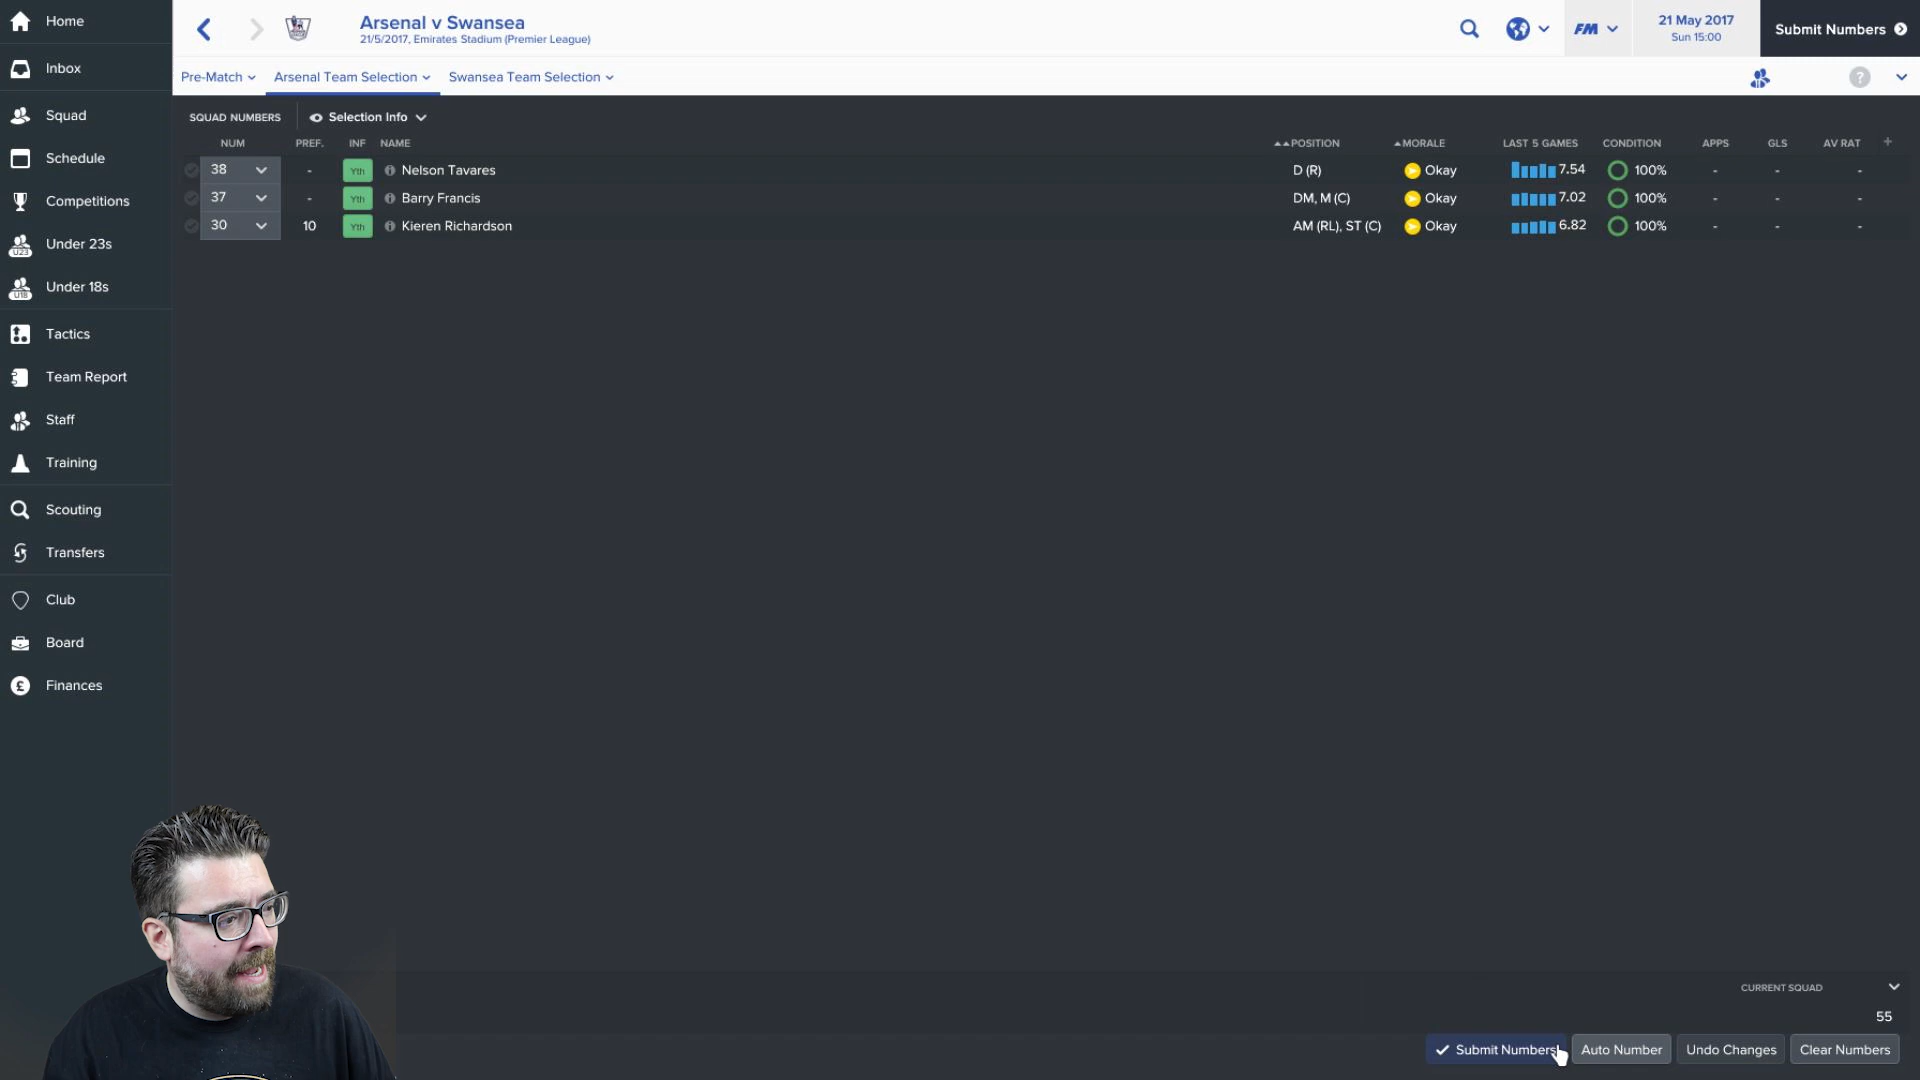 Home
Inbox
Squad
Schedule
Competitions
U23
Under 23s
U18
Under 18s
Tactics
Team Report
Staff
Training
Scouting
Transfers
Club
Board
Finances
Arsenal v Swansea
21/5/2017, Emirates Stadium (Premier League)
FM
21 May 2017
Sun 15:00
Submit Numbers
Pre-Match
Arsenal Team Selection
Swansea Team Selection
?
SQUAD NUMBERS
Selection Info
NUM PREF. INF NAME POSITION MORALE LAST 5 GAMES CONDITION APPS GLS AV RAT +
38 - Yth Nelson Tavares D (R) Okay 7.54 100% - - -
37 - Yth Barry Francis DM, M (C) Okay 7.02 100% - - -
30 10 Yth Kieren Richardson AM (RL), ST (C) Okay 6.82 100% - - -
CURRENT SQUAD
55
Submit Numbers
Auto Number
Undo Changes
Clear Numbers